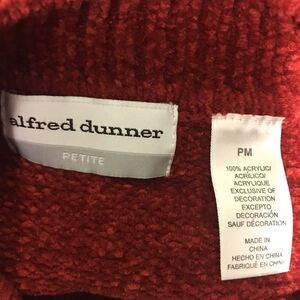 alfred dunner
PETITE
PM
100% ACRYLIC/
ACRÍLICO/
ACRYLIQUE
EXCLUSIVE OF
DECORATION
EXCEPTO
DECORACIÓN
SAUF DÉCORATION
MADE IN
CHINA
HECHO EN CHINA
FABRIQUÉ EN CHINE